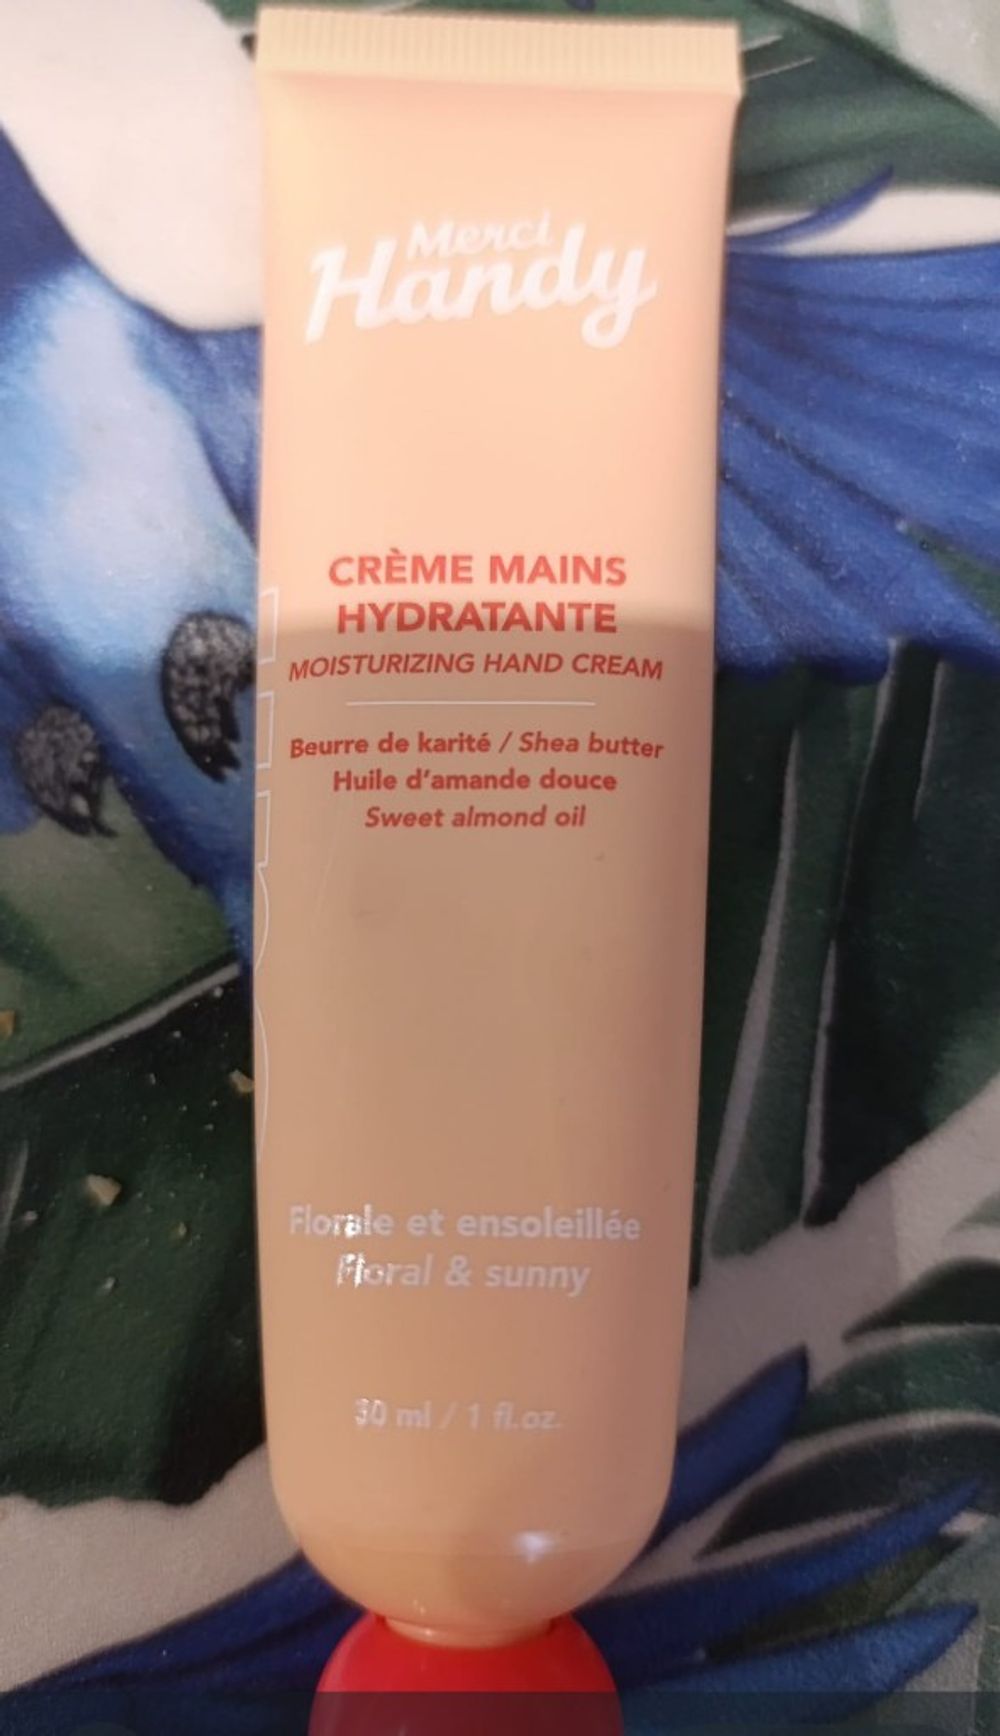 Merci
Handy
CRÈME MAINS
HYDRATANTE
MOISTURIZING HAND CREAM
Beurre de karité / Shea butter
Huile d'amande douce
Sweet almond oil
Florale et ensoleillée
Floral & sunny
30 ml / 1 fl.oz.